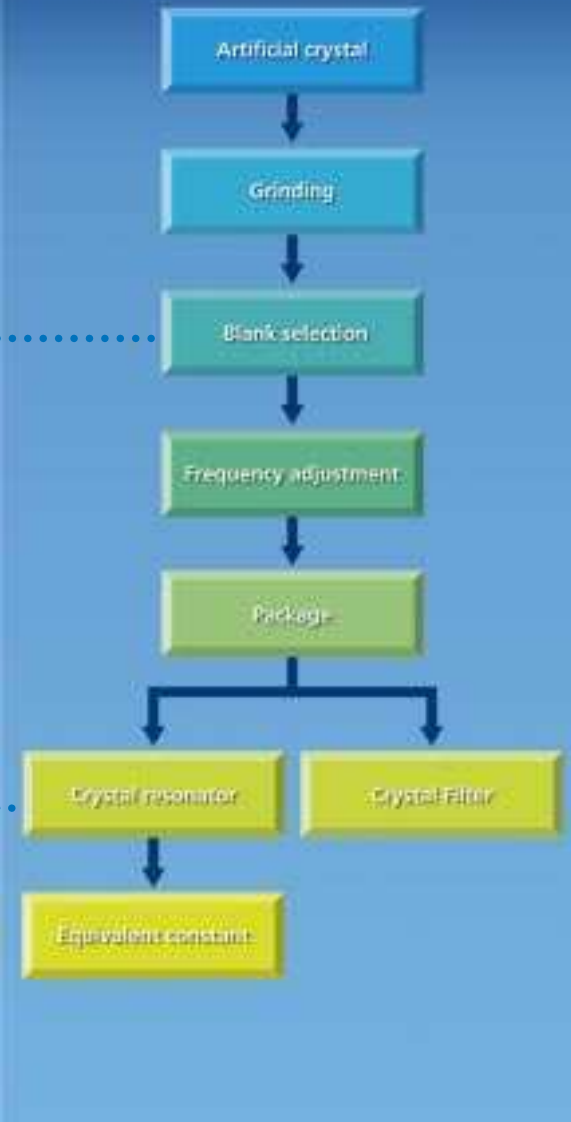 Artificial crystal
Grinding
Blank selection
Frequency adjustment
Package
Crystal resonator
Crystal Filter
Equivalent constant